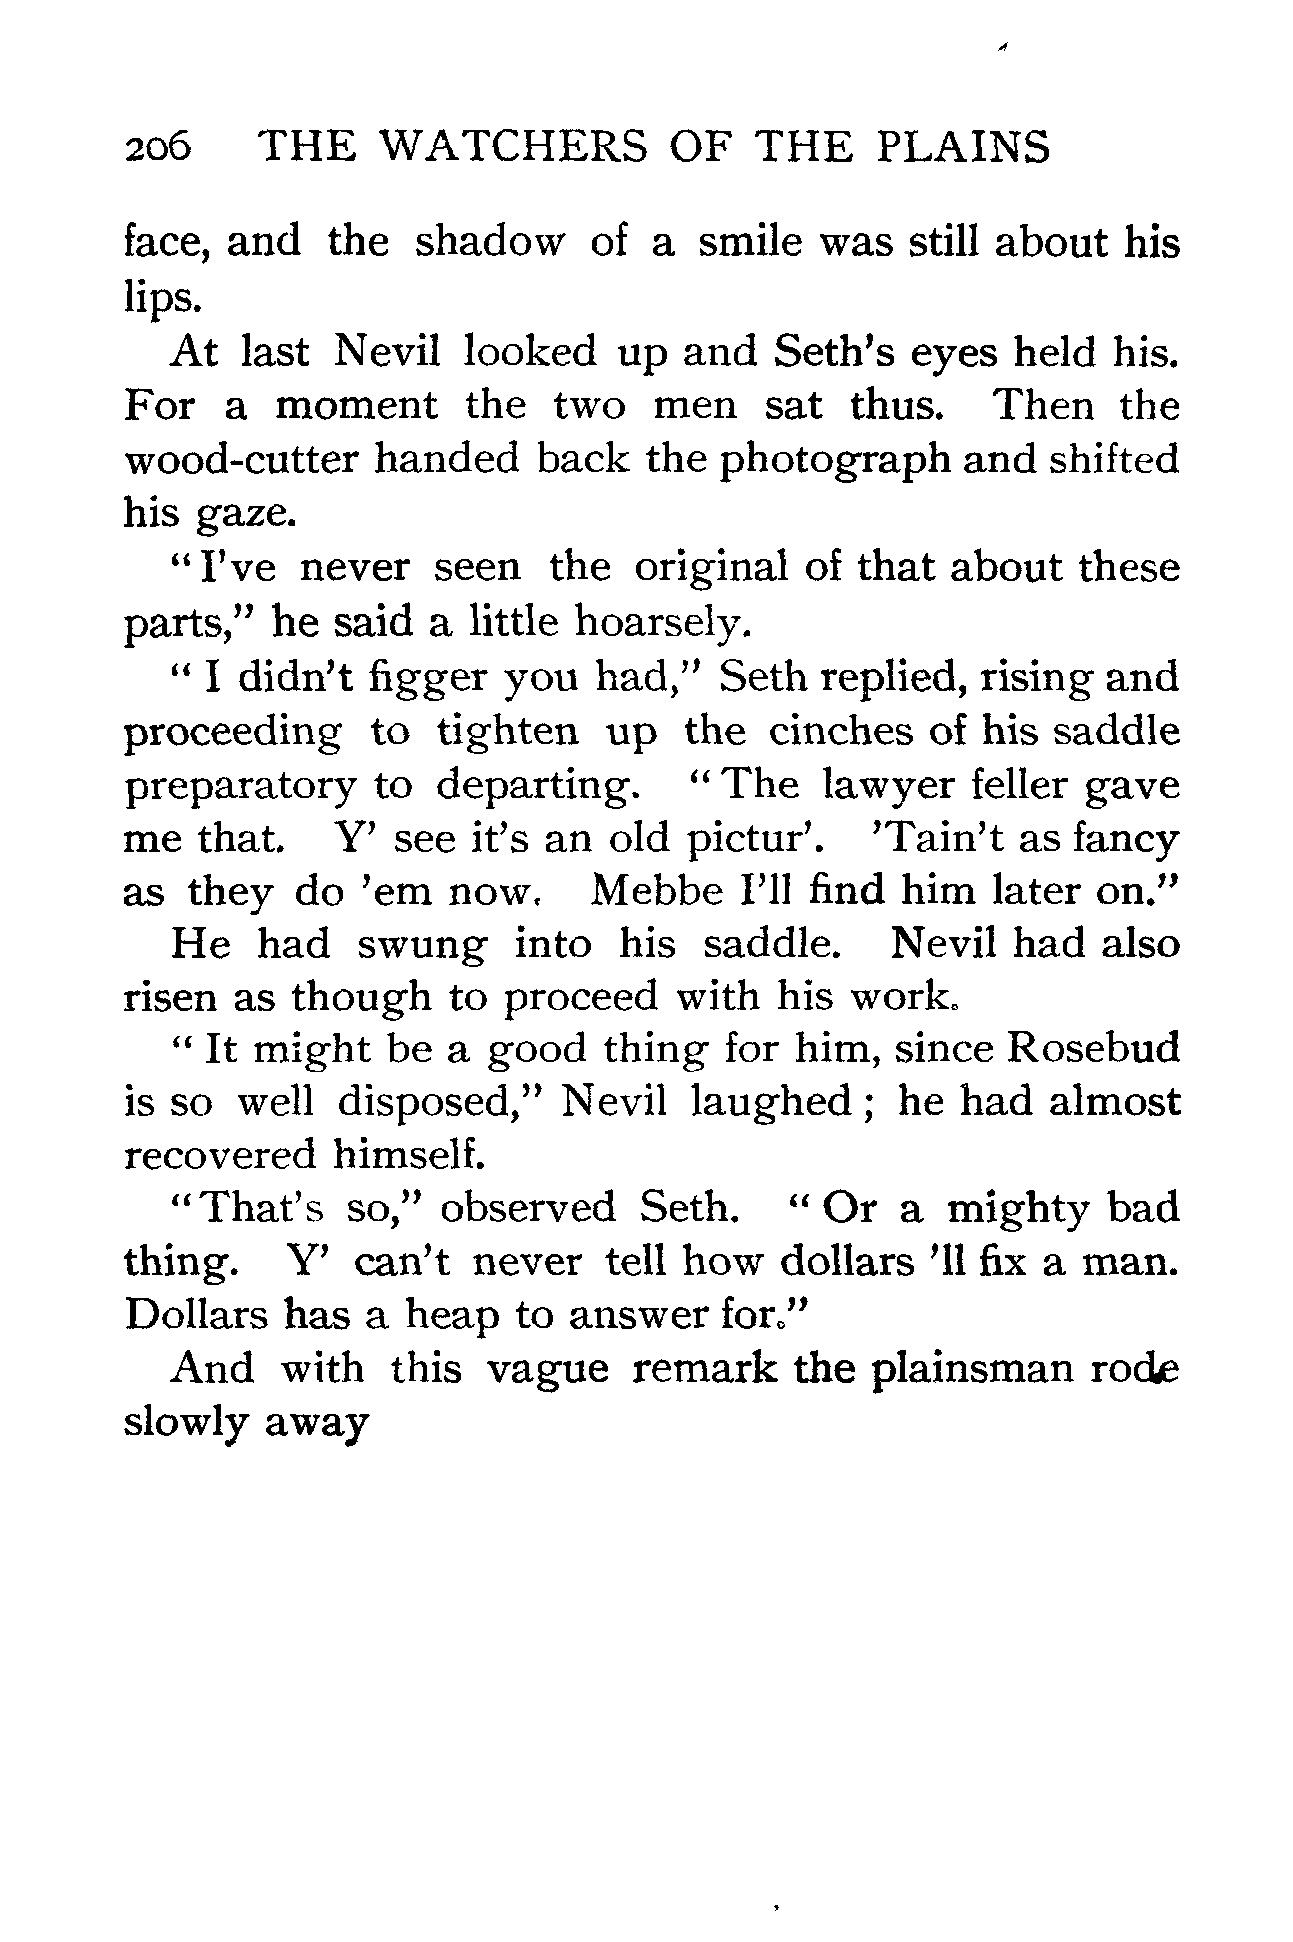 206 THE WATCHERS OF THE PLAINS
face, and the shadow of a smile was still about his
lips.
At last Nevil looked up and Seth's eyes held his.
For a moment the two men sat thus. Then the
wood-cutter handed back the photograph and shifted
his gaze.
"I've never seen the original of that about these
parts," he said a little hoarsely.
"I didn't figger you had," Seth replied, rising and
proceeding to tighten up the cinches of his saddle
preparatory to departing. "The lawyer feller gave
me that. Y' see it's an old pictur'. 'Tain't as fancy
as they do 'em now. Mebbe I'll find him later on."
He had swung into his saddle. Nevil had also
risen as though to proceed with his work.
"It might be a good thing for him, since Rosebud
is so well disposed," Nevil laughed; he had almost
recovered himself.
"That's so," observed Seth. "Or a mighty bad
thing. Y' can't never tell how dollars 'll fix a man.
Dollars has a heap to answer for."
And with this vague remark the plainsman rode
slowly away